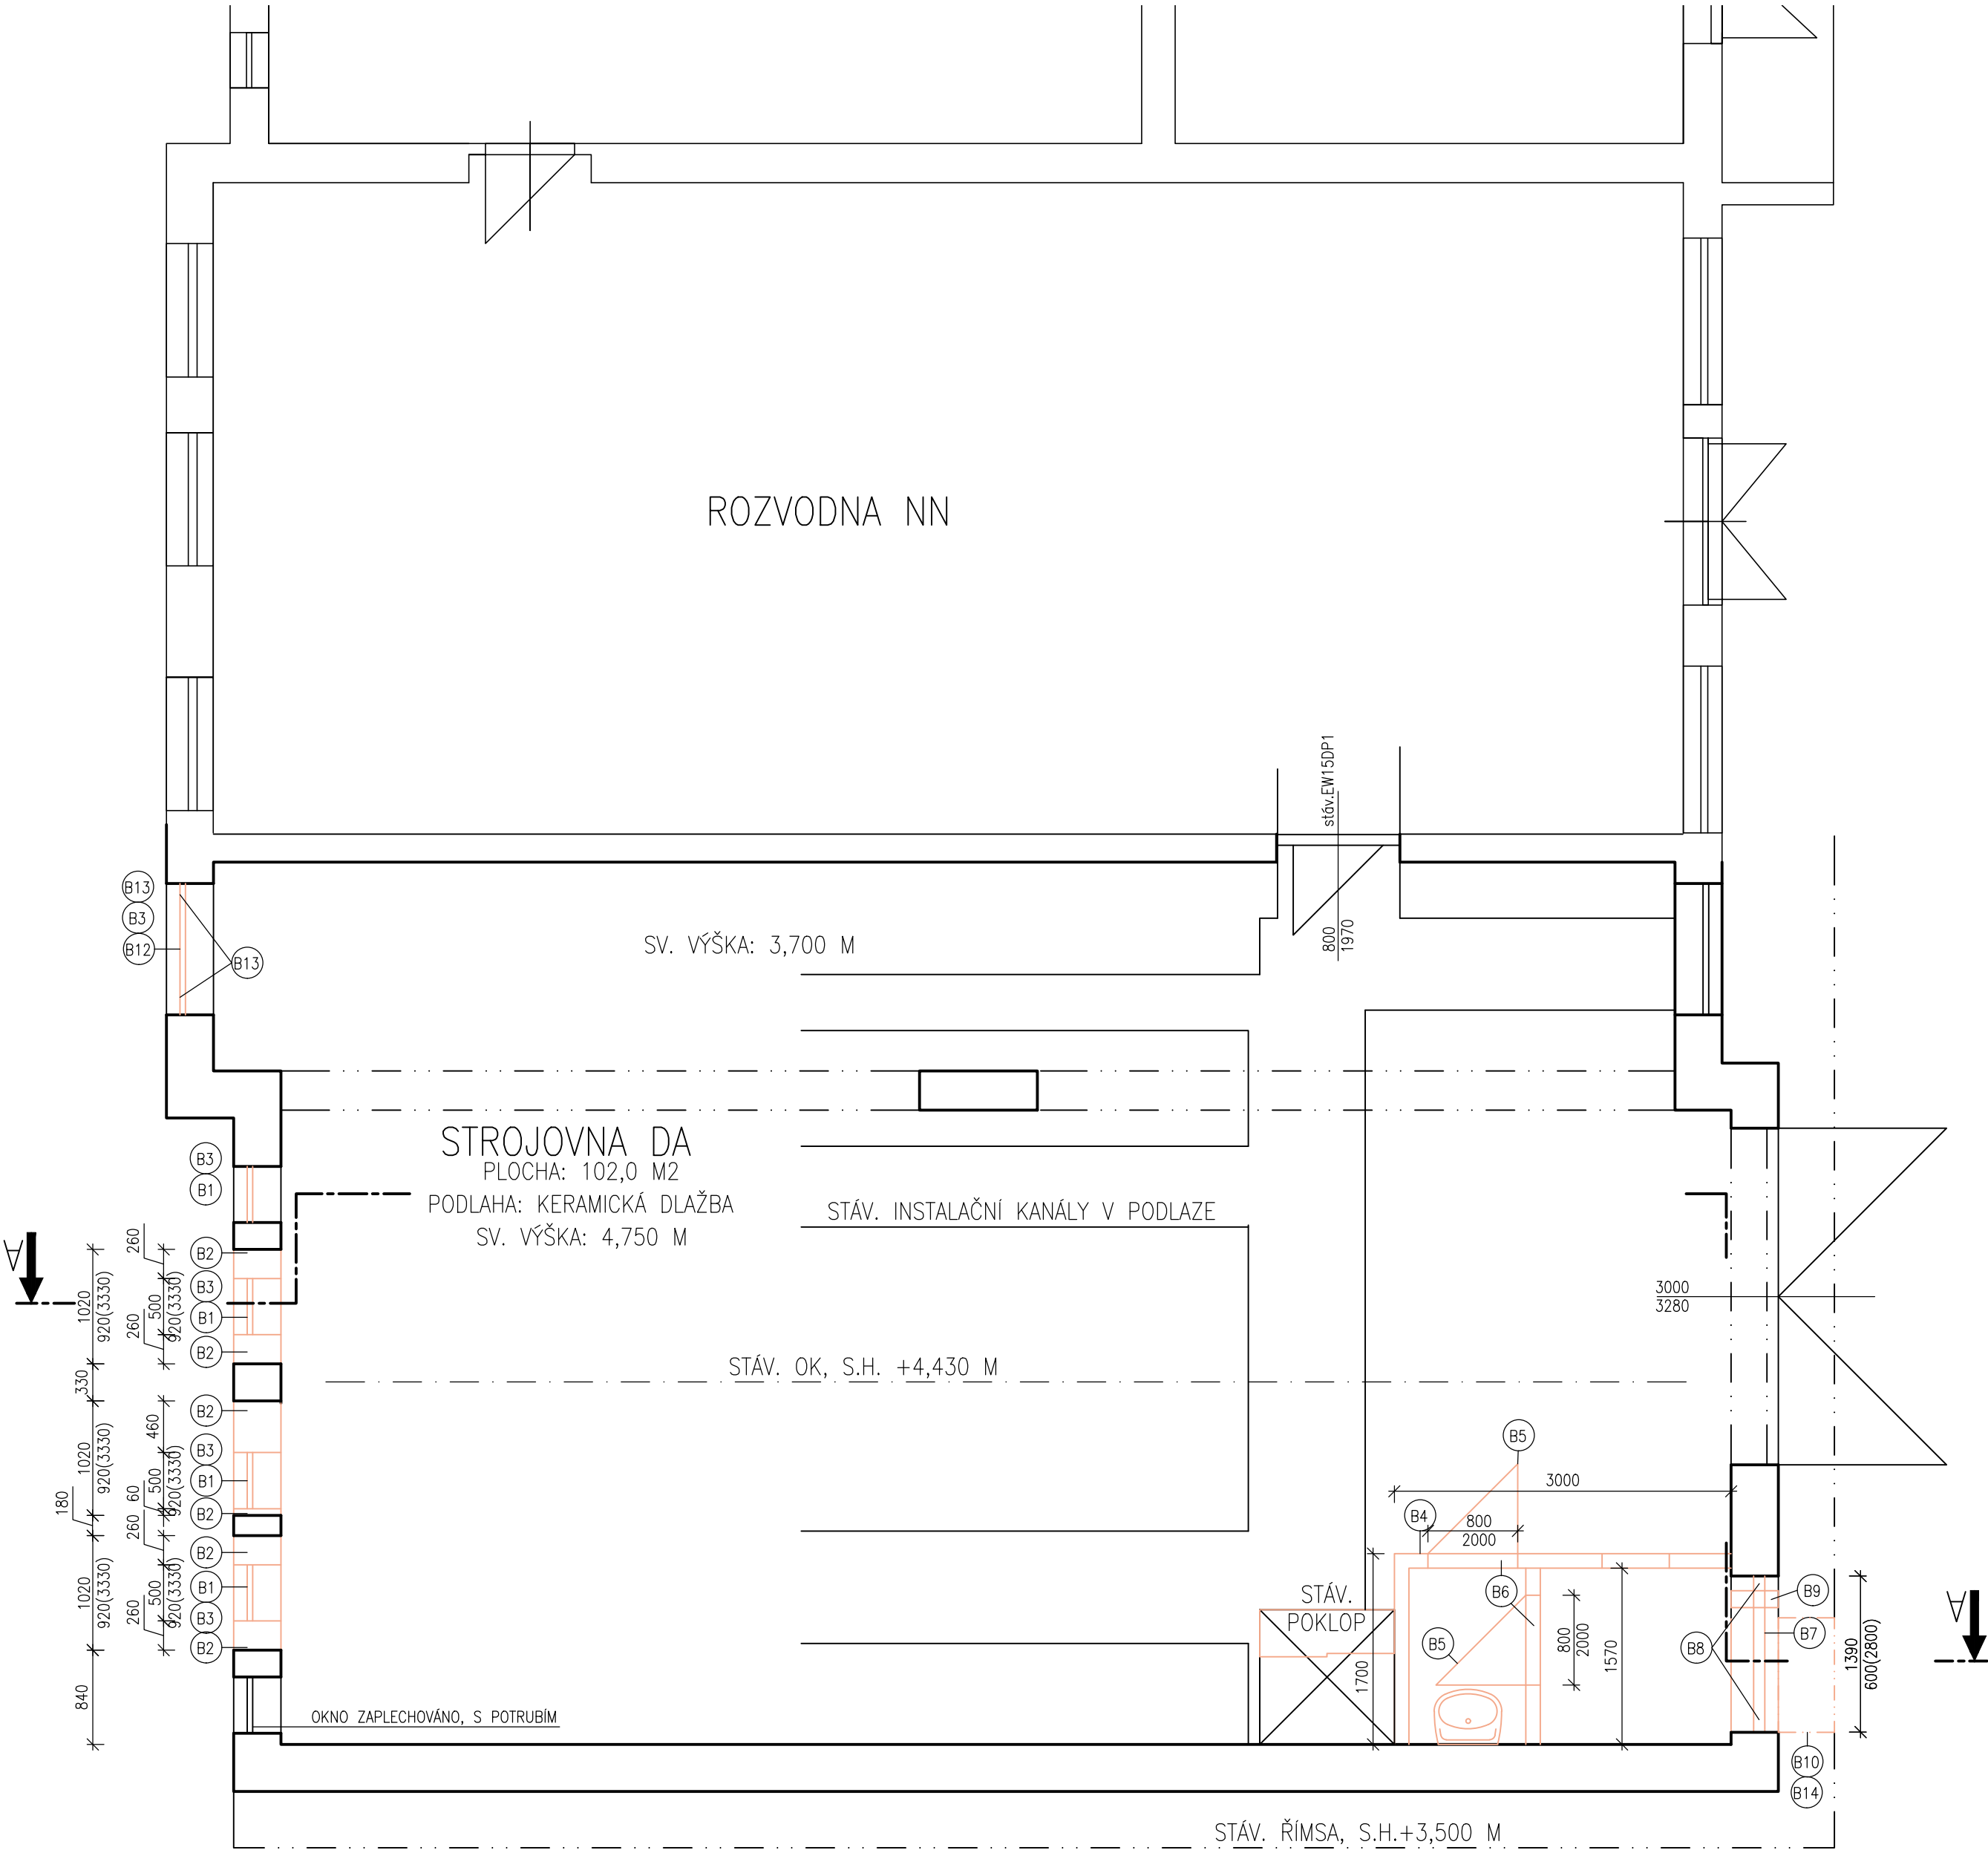 ROZVODNA NN
stáv.EW15DP1
800
1970
B13
B3
B12
B13
SV. VÝŠKA: 3,700 M
STROJOVNA DA
PLOCHA: 102,0 M2
PODLAHA: KERAMICKÁ DLAŽBA
SV. VÝŠKA: 4,750 M
STÁV. INSTALAČNÍ KANÁLY V PODLAZE
B3
B1
B2
B3
B1
B2
B2
B3
B1
B2
B2
B1
B3
B2
A
260
1020
920(3330)
500
920(3330)
260
330
460
1020
920(3330)
500
920(3330)
60
180
260
1020
920(3330)
500
920(3330)
260
840
3000
3280
STÁV. OK, S.H. +4,430 M
B5
3000
B4
800
2000
B6
B5
800
2000
1570
1700
STÁV.
POKLOP
B9
B7
B8
1390
600(2800)
A
B10
B14
OKNO ZAPLECHOVÁNO, S POTRUBÍM
STÁV. ŘÍMSA, S.H.+3,500 M